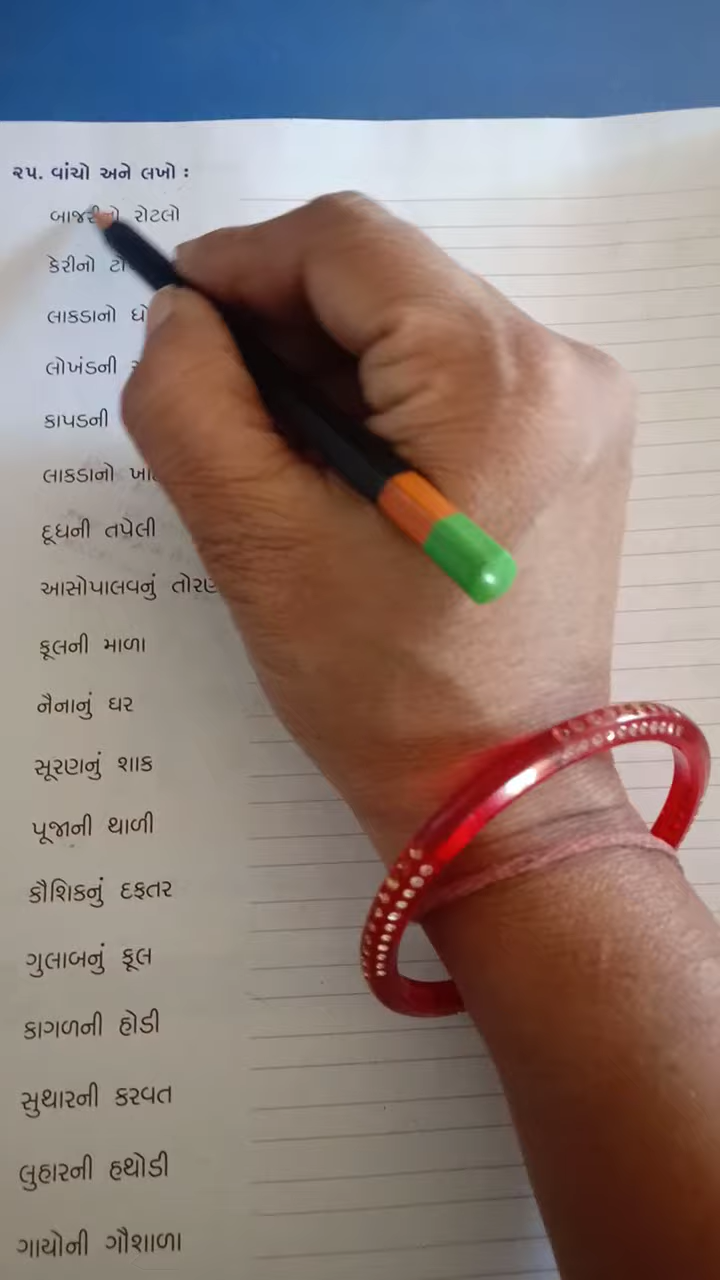 ૨૫. વાંચો અને લખો :
બાજરીનો રોટલો
કેરીનો
લાકડાનો
લોખંડની
કાપડની
લાકડાનો
દૂધની તપેલી
આસોપાલવનું તોરણ
ફૂલની માળા
નૈનાનું ઘર
સૂરણનું શાક
પૂજાની થાળી
કૌશિકનું દફતર
ગુલાબનું ફૂલ
કાગળની હોડી
સુથારની કરવત
લુહારની હથોડી
ગાયોની ગૌશાળા